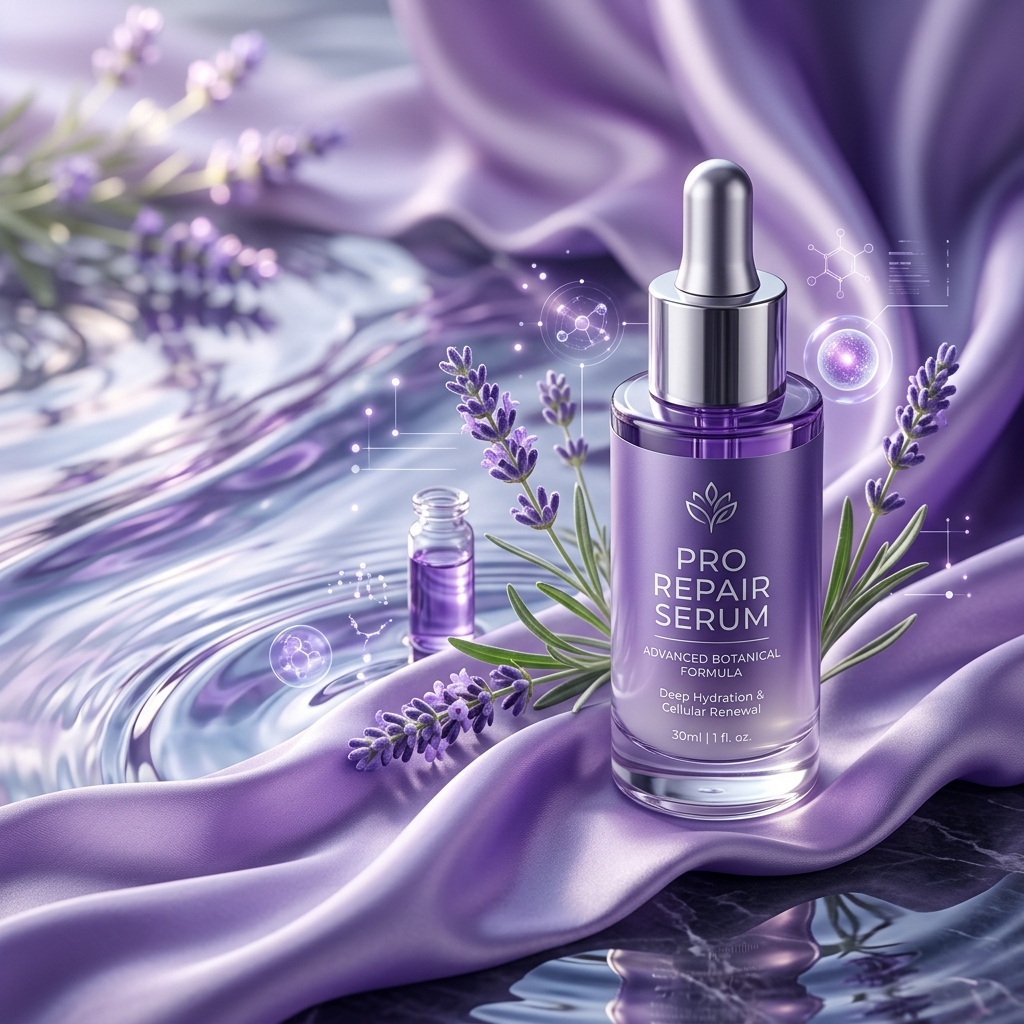 PRO
REPAIR
SERUM
ADVANCED BOTANICAL
FORMULA
Deep Hydration &
Cellular Renewal
30ml | 1 fl. oz.